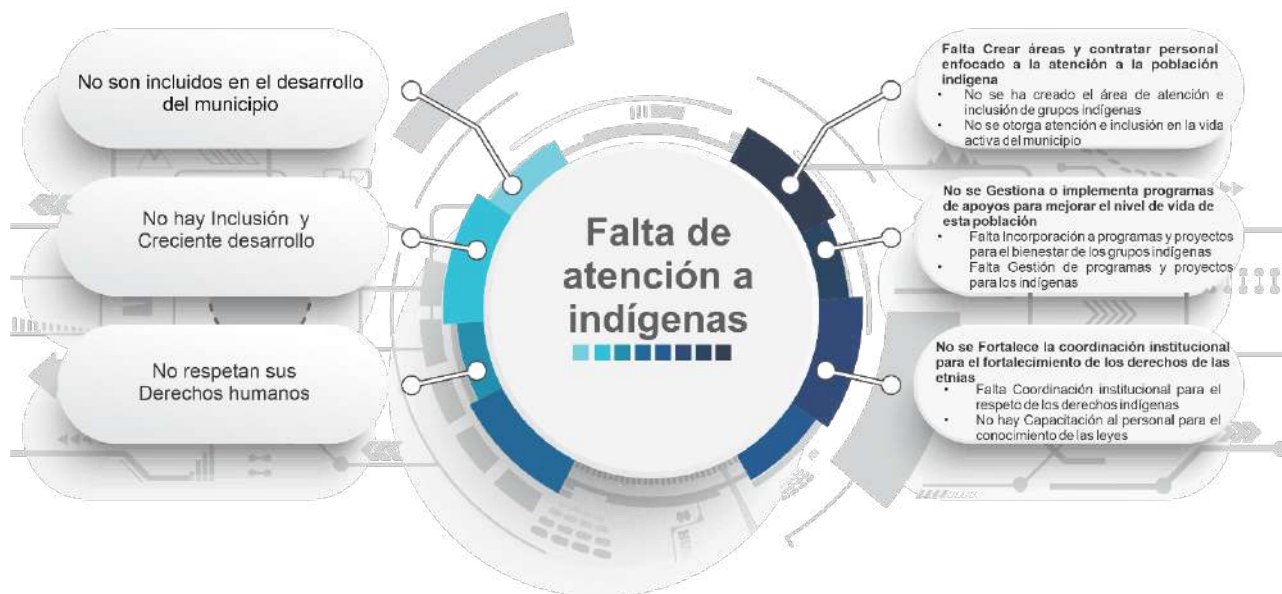 No son incluidos en el desarrollo
del municipio
No hay Inclusión y
Creciente desarrollo
No respetan sus
Derechos humanos
Falta de
atención a
indígenas
Falta Crear áreas y contratar personal
enfocado a la atención a la población
indigena
• No se ha creado el área de atención e
inclusión de grupos indígenas
• No se otorga atención e inclusión en la vida
activa del municipio
No se Gestiona o implementa programas
de apoyos para mejorar el nivel de vida de
esta población
• Falta Incorporación a programas y proyectos
para el bienestar de los grupos indígenas
• Falta Gestión de programas y proyectos
para los indígenas
No se Fortalece la coordinación institucional
para el fortalecimiento de los derechos de las
etnias
• Falta Coordinación institucional para el
respeto de los derechos indígenas
• No hay Capacitación al personal para el
conocimiento de las leyes